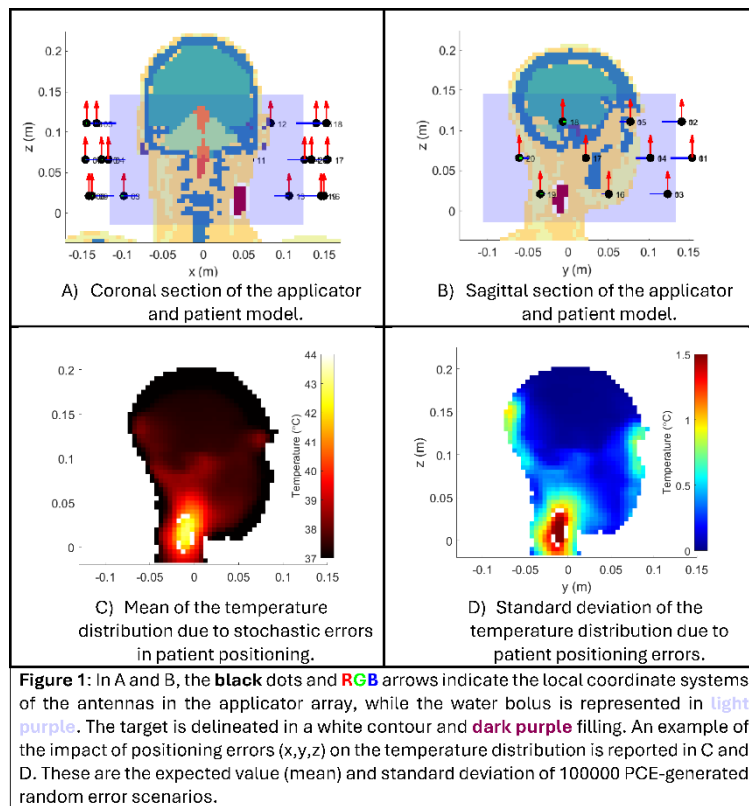 z (m)
0.2
0.15
0.1
0.05
0
12
18
11
17
-0.15
-0.1
-0.05
0
0.05
0.1
0.15
x (m)
A) Coronal section of the applicator
and patient model.
z (m)
0.2
0.15
0.1
0.05
0
18
05
02
20
17
04
01
19
16
03
-0.1
-0.05
0
0.05
0.1
0.15
y (m)
B) Sagittal section of the applicator
and patient model.
0.2
0.15
0.1
0.05
0
-0.1
-0.05
0
0.05
0.1
0.15
44
43
42
41
40
39
38
37
Temperature (°C)
C) Mean of the temperature
distribution due to stochastic errors
in patient positioning.
z (m)
0.2
0.15
0.1
0.05
0
-0.1
-0.05
0
0.05
0.1
0.15
y (m)
1.5
1
0.5
0
Temperature (°C)
D) Standard deviation of the
temperature distribution due to
patient positioning errors.
Figure 1: In A and B, the black dots and RGB arrows indicate the local coordinate systems
of the antennas in the applicator array, while the water bolus is represented in light
purple. The target is delineated in a white contour and dark purple filling. An example of
the impact of positioning errors (x,y,z) on the temperature distribution is reported in C and
D. These are the expected value (mean) and standard deviation of 100000 PCE-generated
random error scenarios.